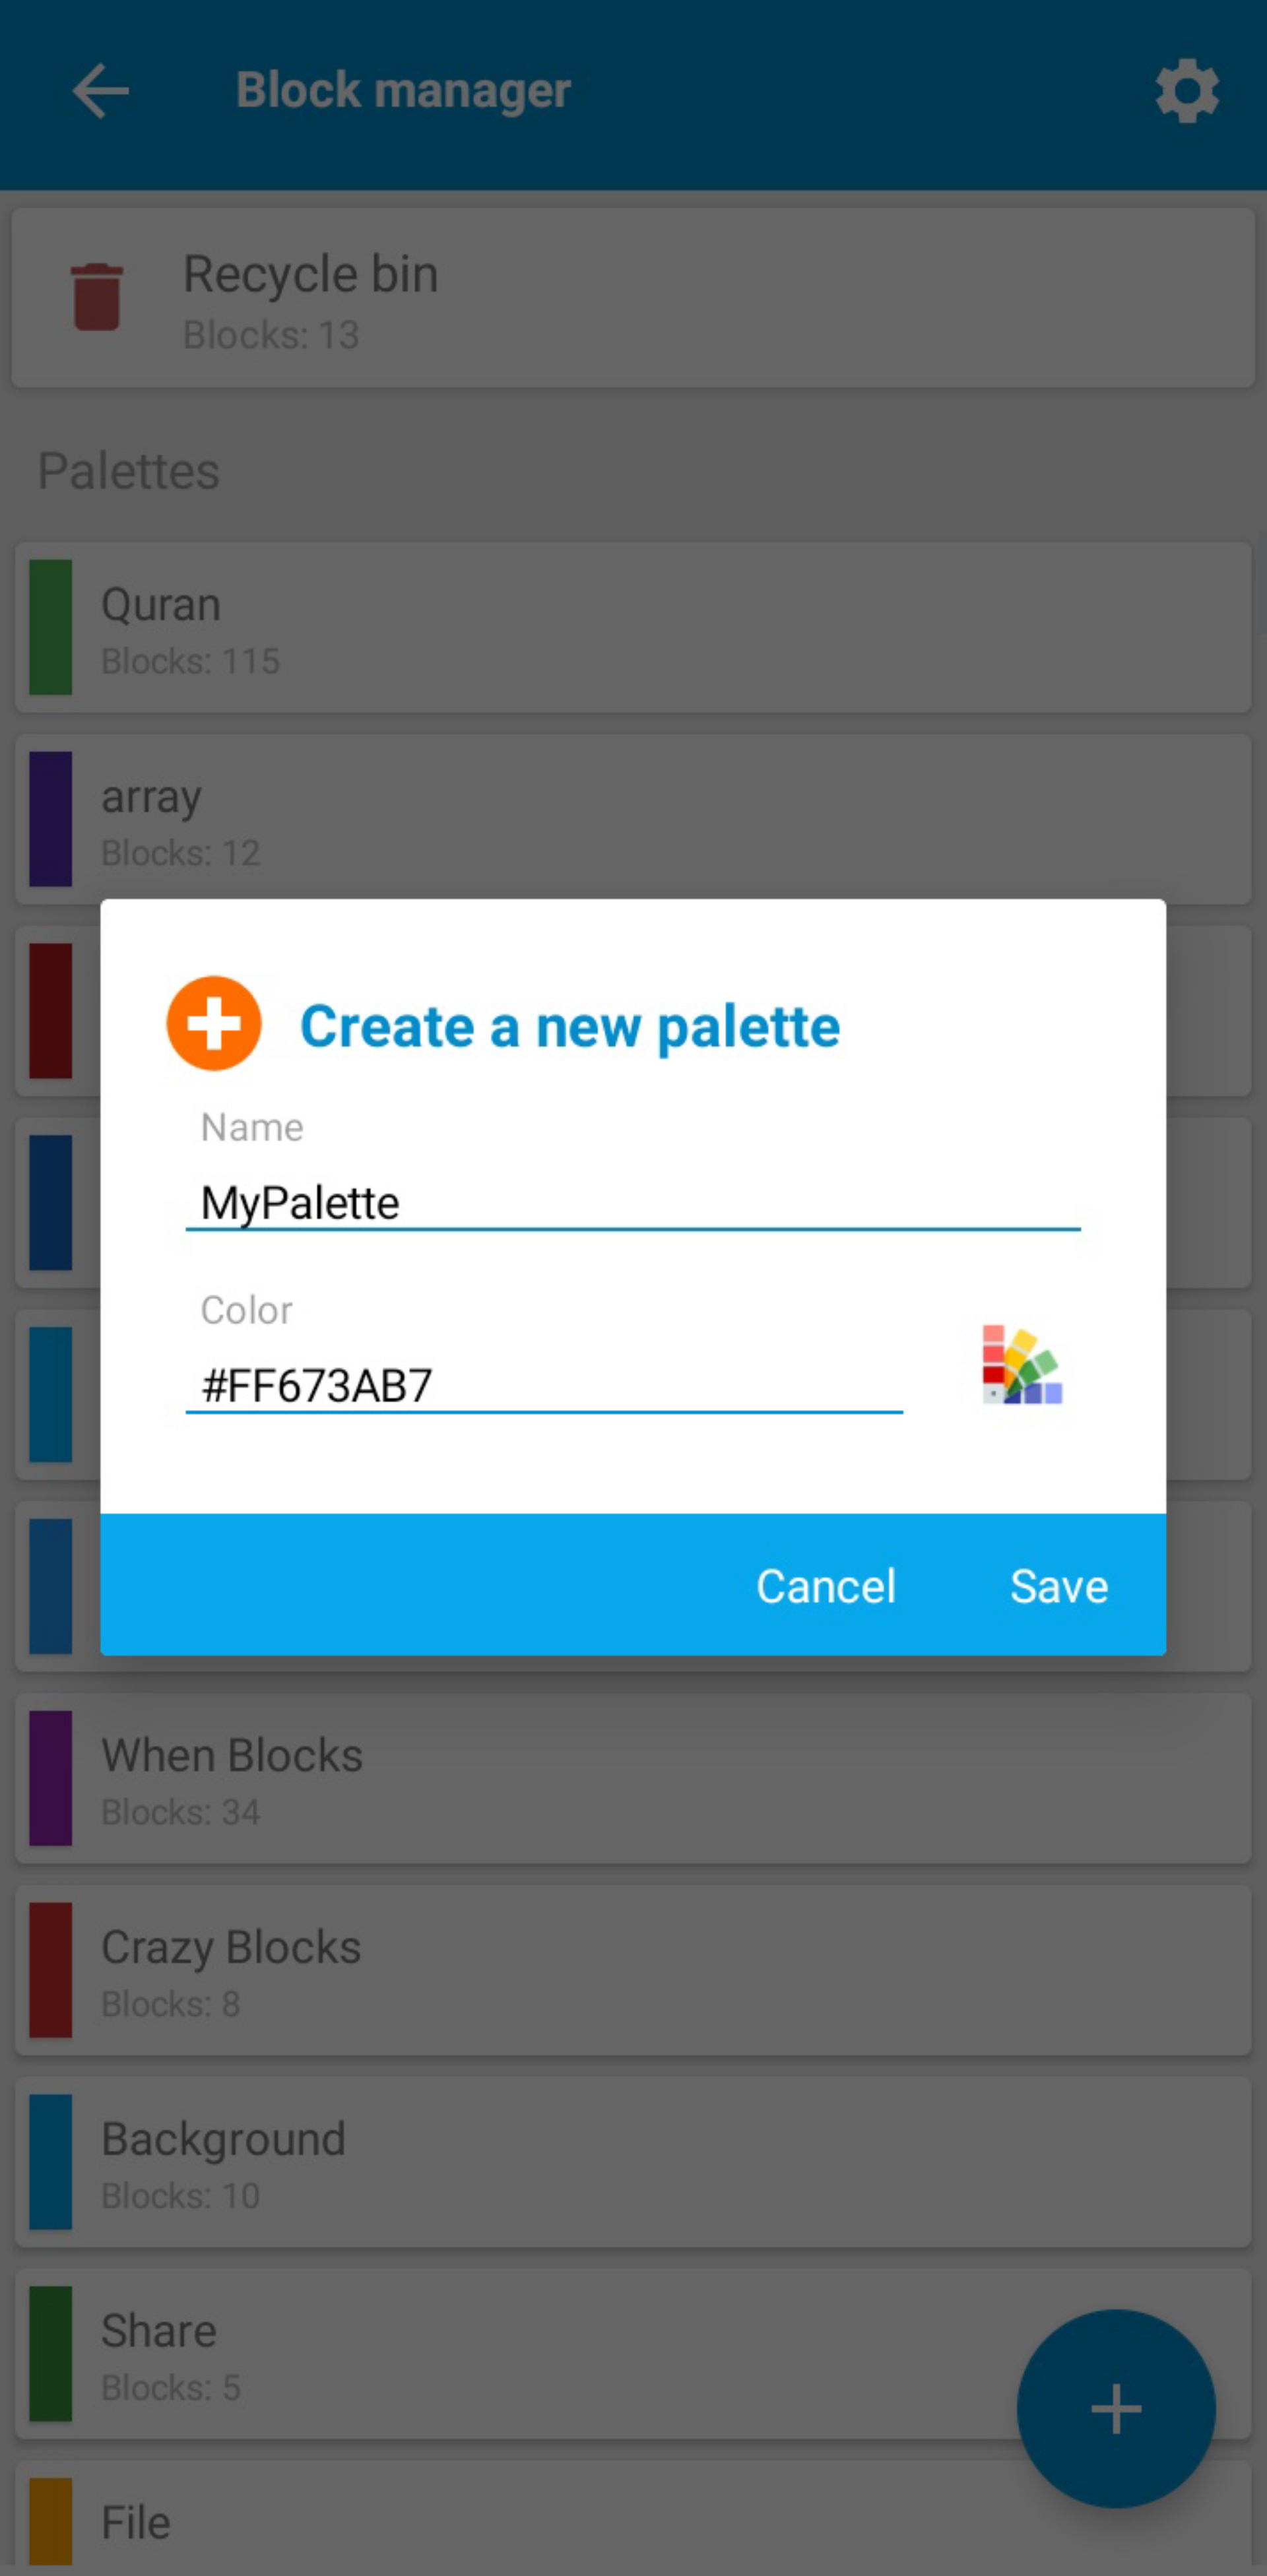 Block manager
Recycle bin
Blocks: 13
Palettes
Quran
Blocks: 115
array
Blocks: 12
Create a new palette
Name
MyPalette
Color
#FF673AB7
Cancel Save
When Blocks
Blocks: 34
Crazy Blocks
Blocks: 8
Background
Blocks: 10
Share
Blocks: 5
File